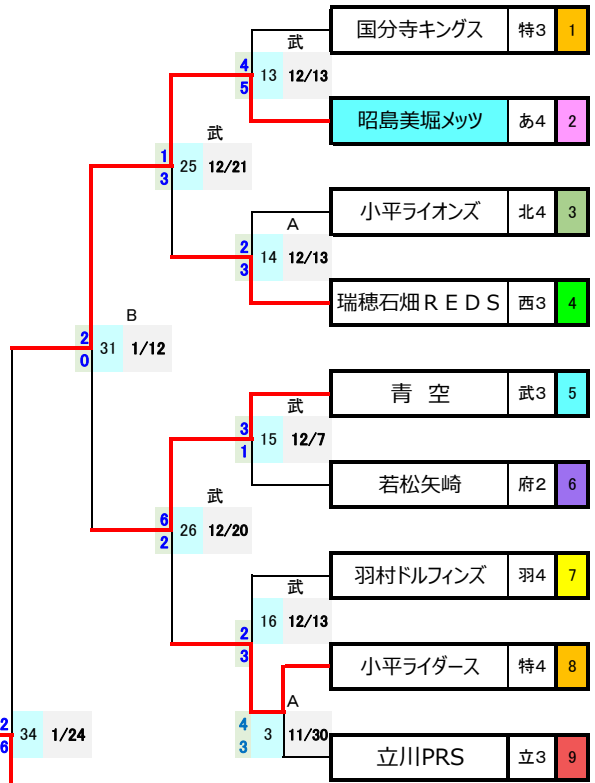 国分寺キングス 特3 1
武
4
5
13 12/13
昭島美堀メッツ あ4 2
武
1
3
25 12/21
小平ライオンズ 北4 3
A
2
3
14 12/13
瑞穂石畑ＲＥＤＳ 西3 4
B
2
0
31 1/12
青 空 武3 5
武
3
1
15 12/7
若松矢崎 府2 6
武
6
2
26 12/20
羽村ドルフィンズ 羽4 7
武
2
3
16 12/13
小平ライダース 特4 8
A
4
3
3 11/30
2
6
34 1/24
立川PRS 立3 9